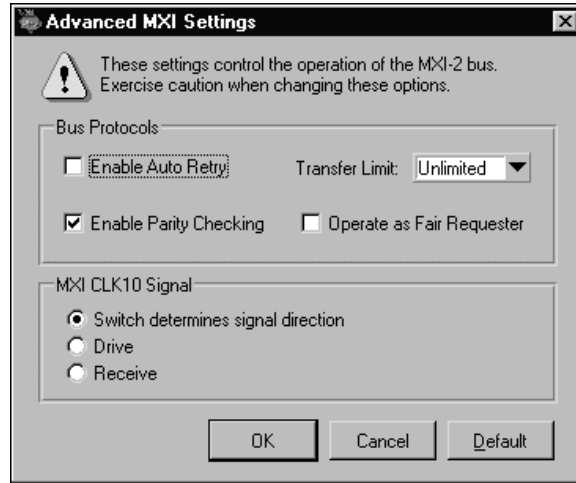 Advanced MXI Settings
These settings control the operation of the MXI-2 bus.
Exercise caution when changing these options.
Bus Protocols
Enable Auto Retry
Transfer Limit: Unlimited
Enable Parity Checking
Operate as Fair Requester
MXI CLK10 Signal
Switch determines signal direction
Drive
Receive
OK
Cancel
Default